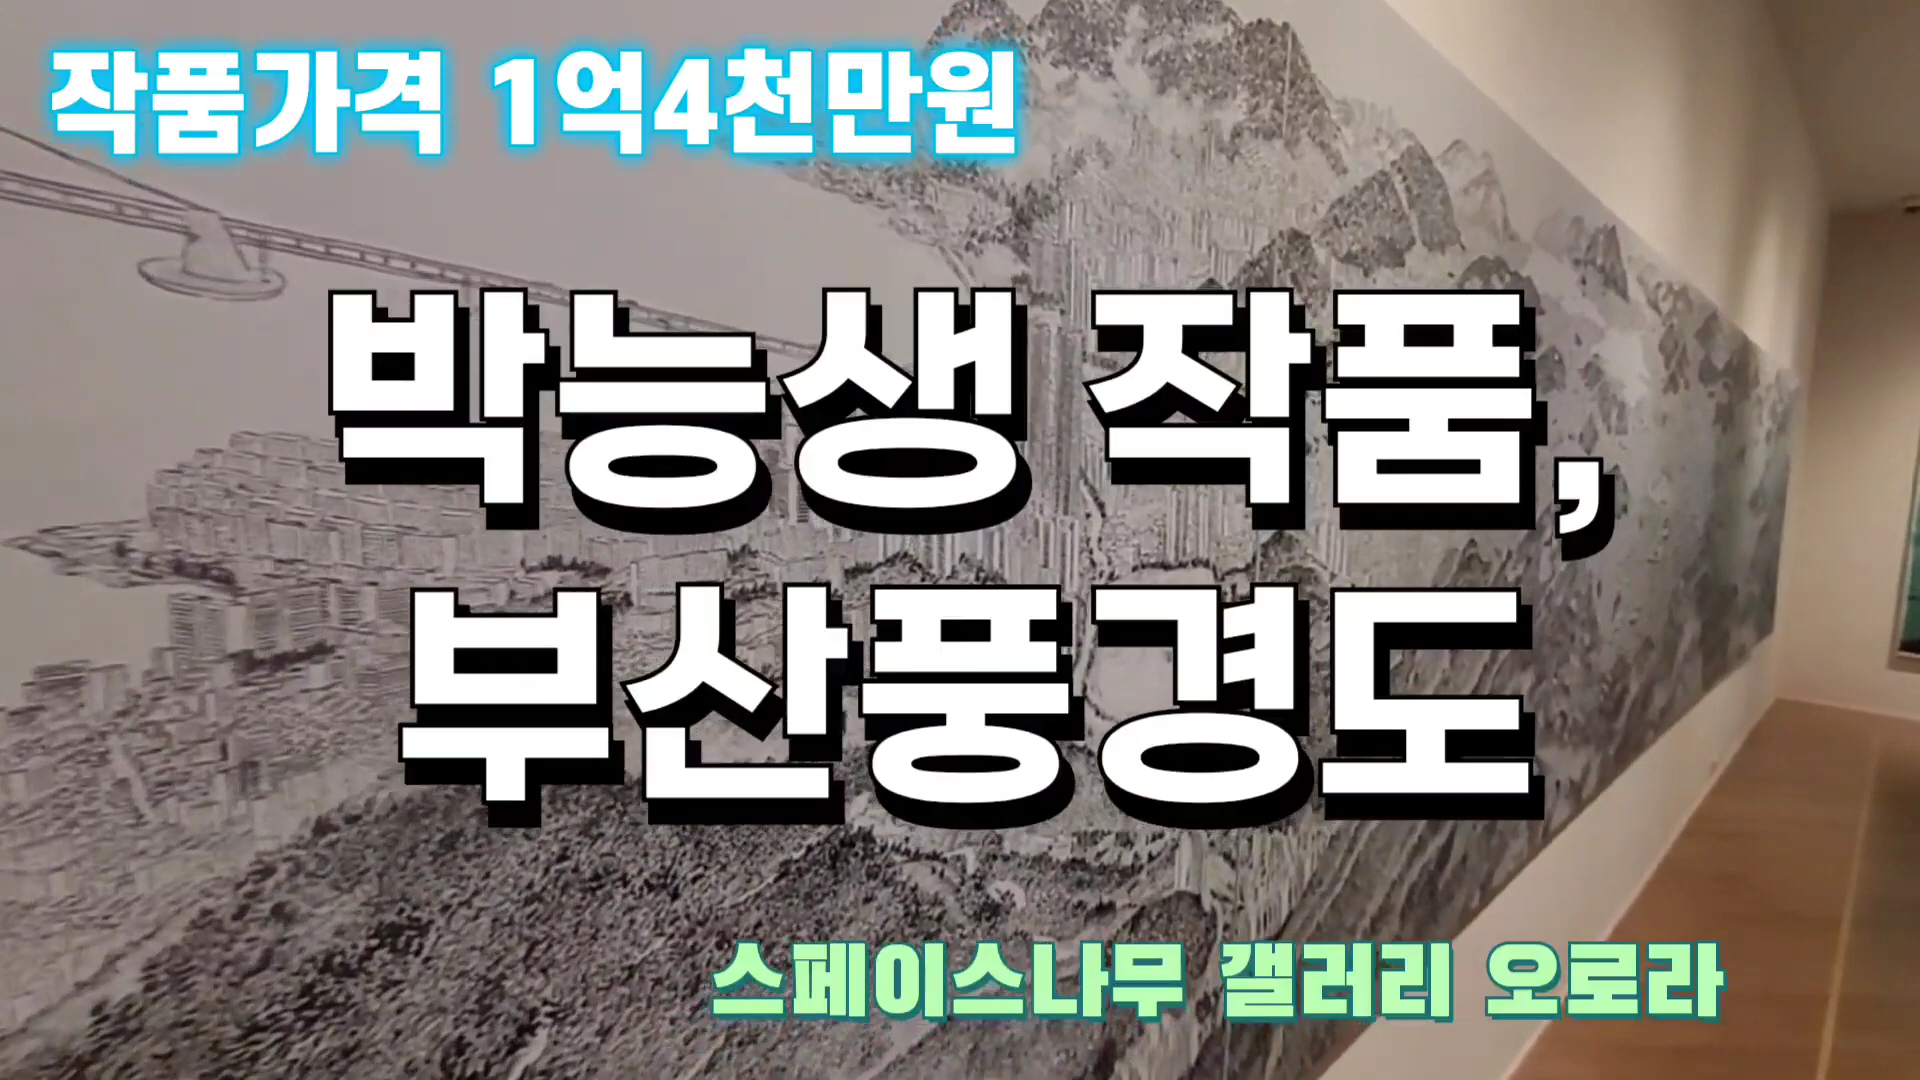 작품가격 1억4천만원
박능생 작품,
부산풍경도
스페이스나무 갤러리 오로라